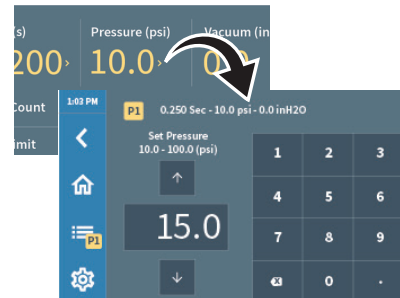 (s) Pressure (psi) Vacuum (in
200 › 10.0 › 0.0
Count
imit
1:03 PM
P1 0.250 Sec - 10.0 psi - 0.0 inH2O
Set Pressure
10.0 - 100.0 (psi)
15.0
P1
1 2 3
4 5 6
7 8 9
0 .